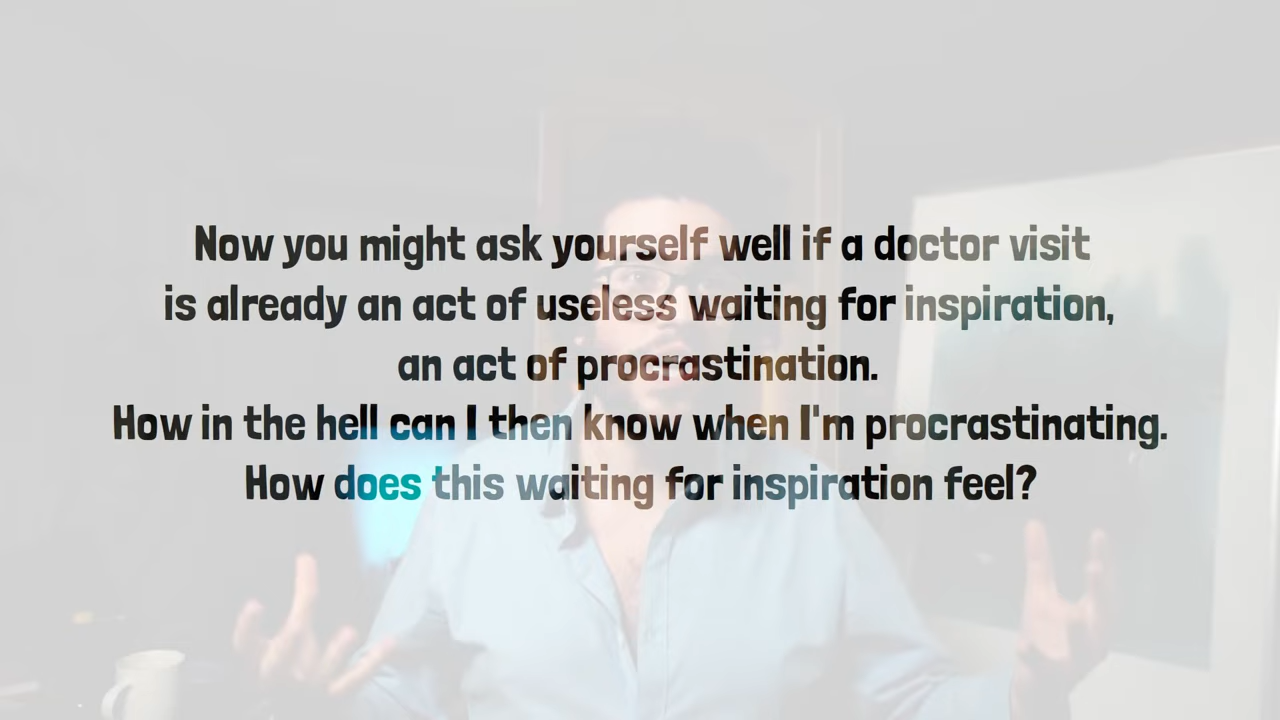 Now you might ask yourself well if a doctor visit
is already an act of useless waiting for inspiration,
an act of procrastination.
How in the hell can I then know when I'm procrastinating.
How does this waiting for inspiration feel?